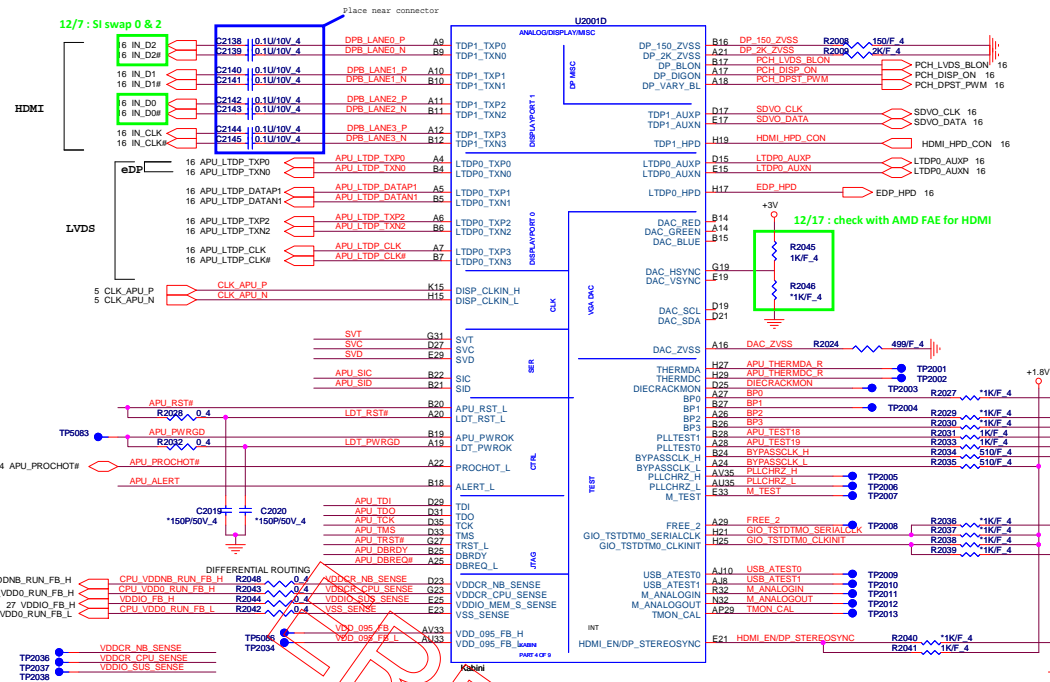 Place near connector
12/7 : SI swap 0 & 2
U2001D
ANALOG/DISPLAY/MISC
HDMI
16 IN_D2 C2138 0.1U/10V_4 DPB_LANE0_P A9 TDP1_TXP0
16 IN_D2# C2139 0.1U/10V_4 DPB_LANE0_N B9 TDP1_TXN0
16 IN_D1 C2140 0.1U/10V_4 DPB_LANE1_P A10 TDP1_TXP1
16 IN_D1# C2141 0.1U/10V_4 DPB_LANE1_N B10 TDP1_TXN1
16 IN_D0 C2142 0.1U/10V_4 DPB_LANE2_P A11 TDP1_TXP2
16 IN_D0# C2143 0.1U/10V_4 DPB_LANE2_N B11 TDP1_TXN2
16 IN_CLK C2144 0.1U/10V_4 DPB_LANE3_P A12 TDP1_TXP3
16 IN_CLK# C2145 0.1U/10V_4 DPB_LANE3_N B12 TDP1_TXN3
DISPLAYPORT 1
DP MISC
eDP
LVDS
16 APU_LTDP_TXP0 APU_LTDP_TXP0 A4 LTDP0_TXP0
16 APU_LTDP_TXN0 APU_LTDP_TXN0 B4 LTDP0_TXN0
16 APU_LTDP_DATAP1 APU_LTDP_DATAP1 A5 LTDP0_TXP1
16 APU_LTDP_DATAN1 APU_LTDP_DATAN1 B5 LTDP0_TXN1
16 APU_LTDP_TXP2 APU_LTDP_TXP2 A6 LTDP0_TXP2
16 APU_LTDP_TXN2 APU_LTDP_TXN2 B6 LTDP0_TXN2
16 APU_LTDP_CLK APU_LTDP_CLK A7 LTDP0_TXP3
16 APU_LTDP_CLK# APU_LTDP_CLK# B7 LTDP0_TXN3
DISPLAYPORT 0
5 CLK_APU_P CLK_APU_P K15 DISP_CLKIN_H
5 CLK_APU_N CLK_APU_N H15 DISP_CLKIN_L
CLK
VGA DAC
SVT G31 SVT
SVC D27 SVC
SVD E29 SVD
APU_SIC B22 SIC
APU_SID B21 SID
SER
APU_RST# B20 APU_RST_L
R2028 0_4 LDT_RST# A20 LDT_RST_L
TP5083 APU_PWRGD B19 APU_PWROK
R2032 0_4 LDT_PWRGD A19 LDT_PWROK
4 APU_PROCHOT# APU_PROCHOT# A22 PROCHOT_L
APU_ALERT B18 ALERT_L
CTRL
TEST
C2019 C2020
*150P/50V_4 *150P/50V_4
APU_TDI D29 TDI
APU_TDO D31 TDO
APU_TCK D35 TCK
APU_TMS D33 TMS
APU_TRST# G27 TRST_L
APU_DBRDY B25 DBRDY
APU_DBREQ# A25 DBREQ_L
JTAG
DIFFERENTIAL ROUTING
DDNB_RUN_FB_H CPU_VDDNB_RUN_FB_H R2048 0_4 VDDCR_NB_SENSE D23 VDDCR_NB_SENSE
VDD0_RUN_FB_H CPU_VDD0_RUN_FB_H R2043 0_4 VDDCR_CPU_SENSE G23 VDDCR_CPU_SENSE
27 VDDIO_FB_H VDDIO_FB_H R2044 0_4 VDDIO_SUS_SENSE E25 VDDIO_MEM_S_SENSE
VDD0_RUN_FB_L CPU_VDD0_RUN_FB_L R2042 0_4 VSS_SENSE E23 VSS_SENSE
TP5086 VDD_095_FB AV33 VDD_095_FB_H
TP2034 VDD_095_FB_L AU33 VDD_095_FB_L
KABINI
PART 4 OF 9
Kabini
TP2036 VDDCR_NB_SENSE
TP2037 VDDCR_CPU_SENSE
TP2038 VDDIO_SUS_SENSE
DP_150_ZVSS B16 DP_150_ZVSS R2008 150/F_4
DP_2K_ZVSS A21 DP_2K_ZVSS R2009 2K/F_4
DP_BLON B17 PCH_LVDS_BLON PCH_LVDS_BLON 16
DP_DIGON A17 PCH_DISP_ON PCH_DISP_ON 16
DP_VARY_BL A18 PCH_DPST_PWM PCH_DPST_PWM 16
TDP1_AUXP D17 SDVO_CLK SDVO_CLK 16
TDP1_AUXN E17 SDVO_DATA SDVO_DATA 16
TDP1_HPD H19 HDMI_HPD_CON HDMI_HPD_CON 16
LTDP0_AUXP D15 LTDP0_AUXP LTDP0_AUXP 16
LTDP0_AUXN E15 LTDP0_AUXN LTDP0_AUXN 16
LTDP0_HPD H17 EDP_HPD EDP_HPD 16
+3V
12/17 : check with AMD FAE for HDMI
DAC_RED B14
DAC_GREEN A14
DAC_BLUE B15
R2045
1K/F_4
DAC_HSYNC G19
DAC_VSYNC E19
R2046
*1K/F_4
DAC_SCL D19
DAC_SDA D21
DAC_ZVSS A16 DAC_ZVSS R2024 499/F_4
+1.8V
THERMDA H27 APU_THERMDA_R TP2001
THERMDC H29 APU_THERMDC_R TP2002
DIECRACKMON D25 DIECRACKMON TP2003
BP0 A27 BP0 R2027 *1K/F_4
BP1 B27 BP1 TP2004
BP2 A26 BP2 R2029 *1K/F_4
BP3 B26 BP3 R2030 *1K/F_4
PLLTEST1 B28 APU_TEST18 R2031 1K/F_4
PLLTEST0 A28 APU_TEST19 R2033 1K/F_4
BYPASSCLK_H B24 BYPASSCLK_H R2034 510/F_4
BYPASSCLK_L A24 BYPASSCLK_L R2035 510/F_4
PLLCHRZ_H AV35 PLLCHRZ_H TP2005
PLLCHRZ_L AU35 PLLCHRZ_L TP2006
M_TEST E33 M_TEST TP2007
FREE_2 A29 FREE_2 TP2008 R2036 *1K/F_4
GIO_TSTDTM0_SERIALCLK H21 GIO_TSTDTM0_SERIALCLK R2037 *1K/F_4
GIO_TSTDTM0_CLKINIT H25 GIO_TSTDTM0_CLKINIT R2038 *1K/F_4
R2039 *1K/F_4
USB_ATEST0 AJ10 USB_ATEST0 TP2009
USB_ATEST1 AJ8 USB_ATEST1 TP2010
M_ANALOGIN R32 M_ANALOGIN TP2011
M_ANALOGOUT N32 M_ANALOGOUT TP2012
TMON_CAL AP29 TMON_CAL TP2013
INT
HDMI_EN/DP_STEREOSYNC E21 HDMI_EN/DP_STEREOSYNC R2040 *1K/F_4
R2041 1K/F_4